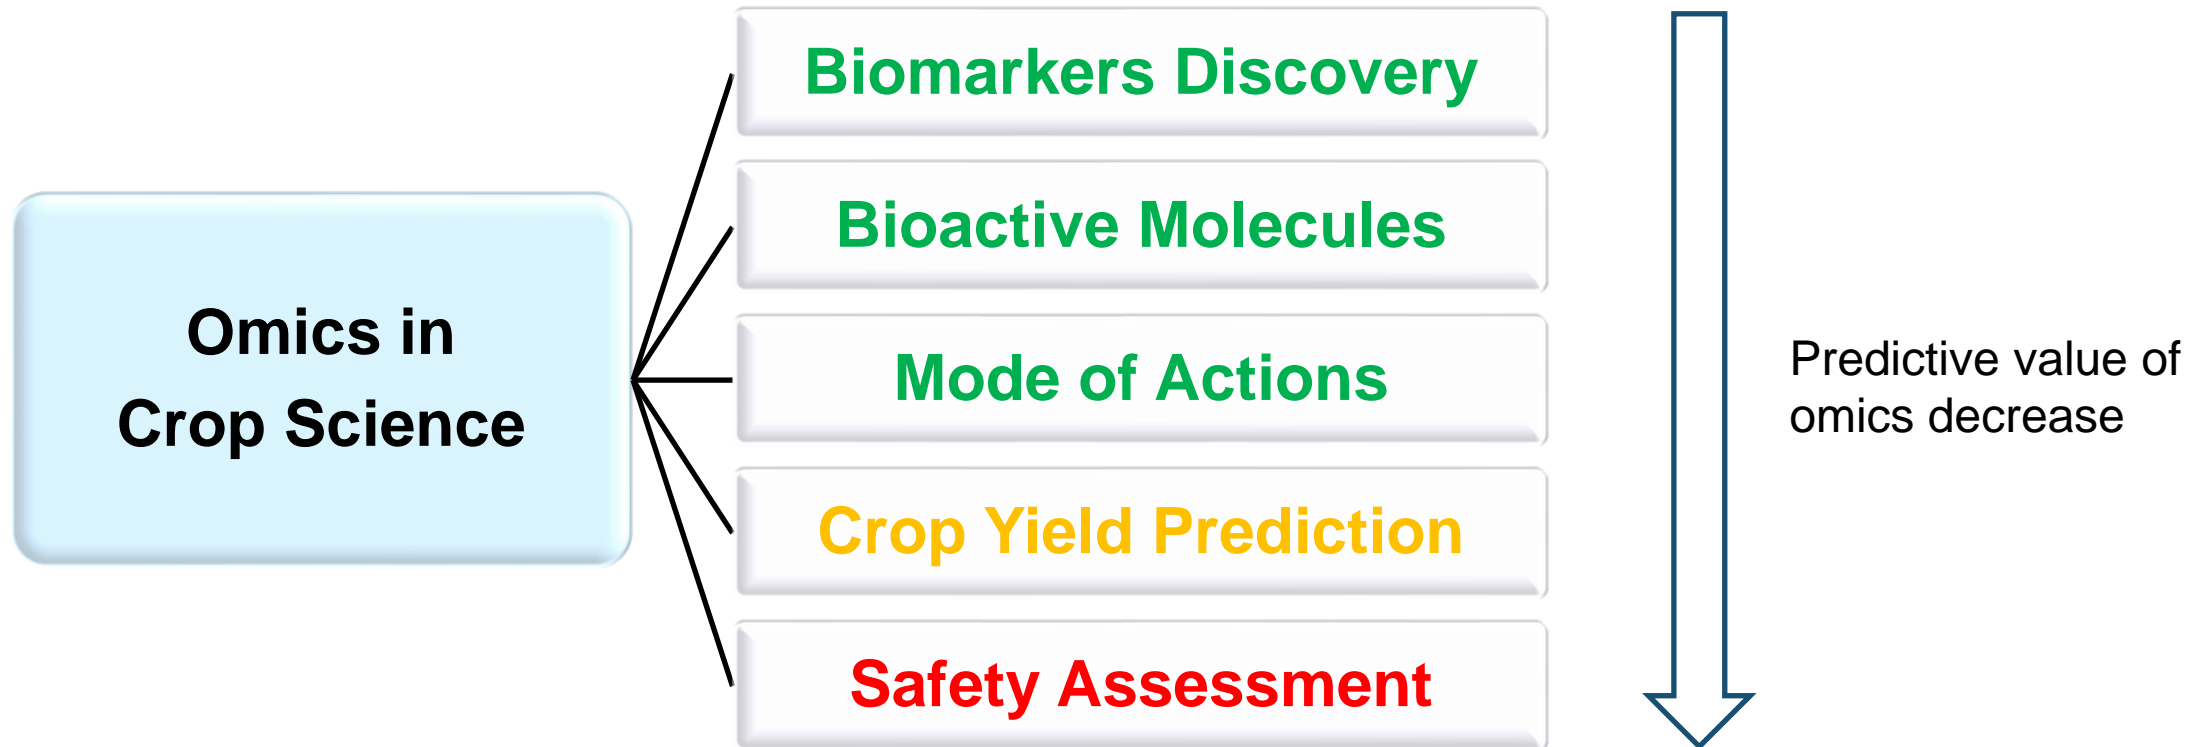 Omics in
Crop Science
Biomarkers Discovery
Bioactive Molecules
Mode of Actions
Crop Yield Prediction
Safety Assessment
Predictive value of
omics decrease